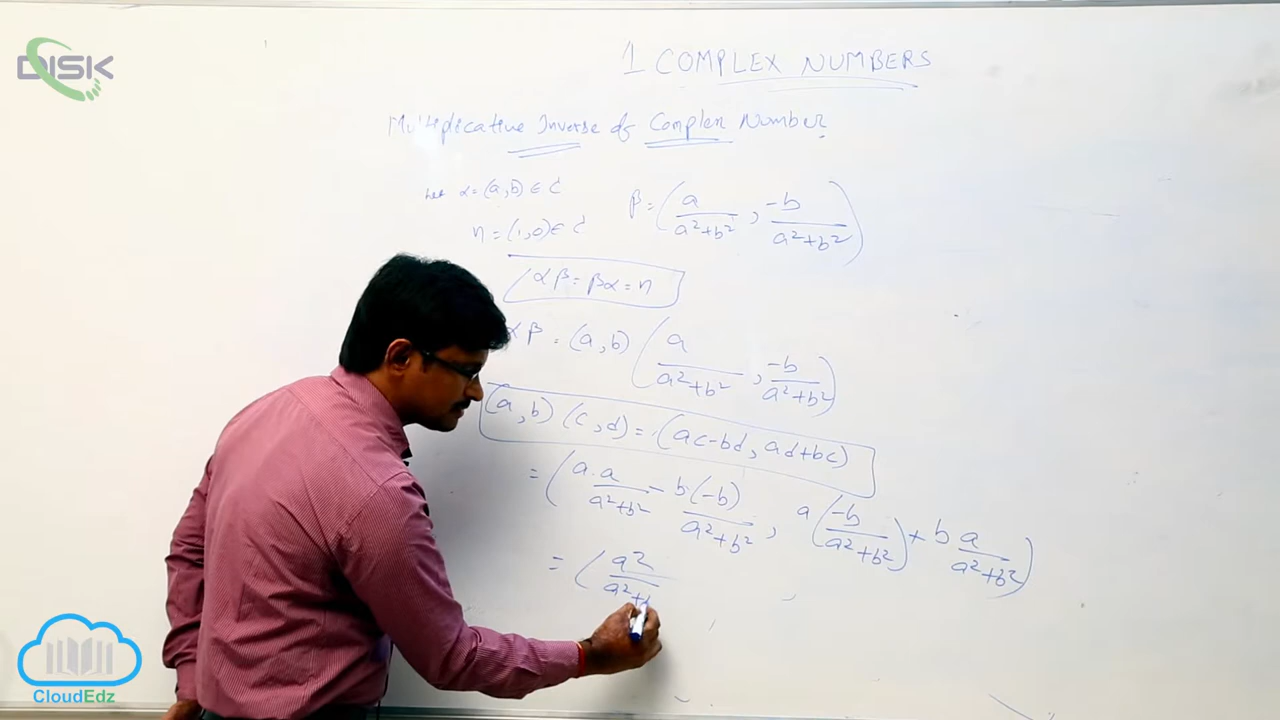 DISK
1 COMPLEX NUMBERS
Multiplicative Inverse of Complex Number
Let α = (a, b) ∈ C
β = (a/(a²+b²), -b/(a²+b²))
η = (1, 0) ∈ C
αβ = βα = η
αβ = (a, b) (a/(a²+b²), -b/(a²+b²))
(a, b) (c, d) = (ac-bd, ad+bc)
= (a·a/(a²+b²) - b·(-b)/(a²+b²), a(-b/(a²+b²)) + b a/(a²+b²))
= (a²/(a²+
CloudEdz